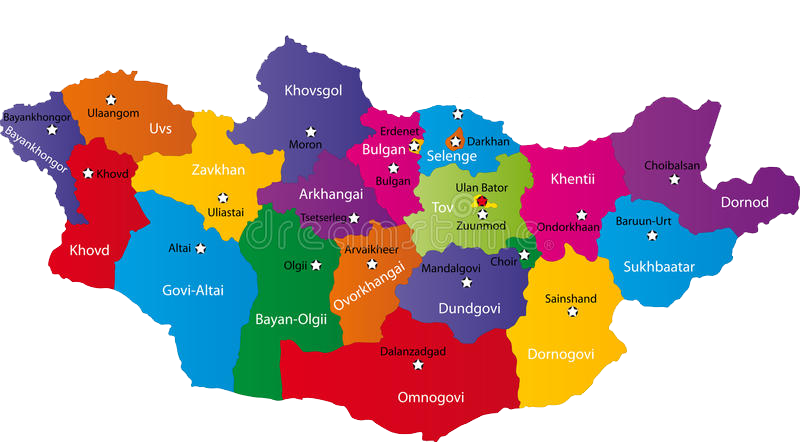 Khovsgol
Ulaangom
Uvs
Bayankhongor
Bayankhongor
Moron
Erdenet
Bulgan
Bulgan
Darkhan
Selenge
Khovd
Khovd
Zavkhan
Uliastai
Arkhangai
Tsetserleg
Ulan Bator
Tov
Zuunmod
Khentii
Ondorkhaan
Choibalsan
Dornod
Baruun-Urt
Sukhbaatar
Altai
Govi-Altai
Olgii
Bayan-Olgii
Arvaikheer
Ovorkhangai
Mandalgovi
Dundgovi
Choir
Sainshand
Dornogovi
Dalanzadgad
Omnogovi
dreamstime